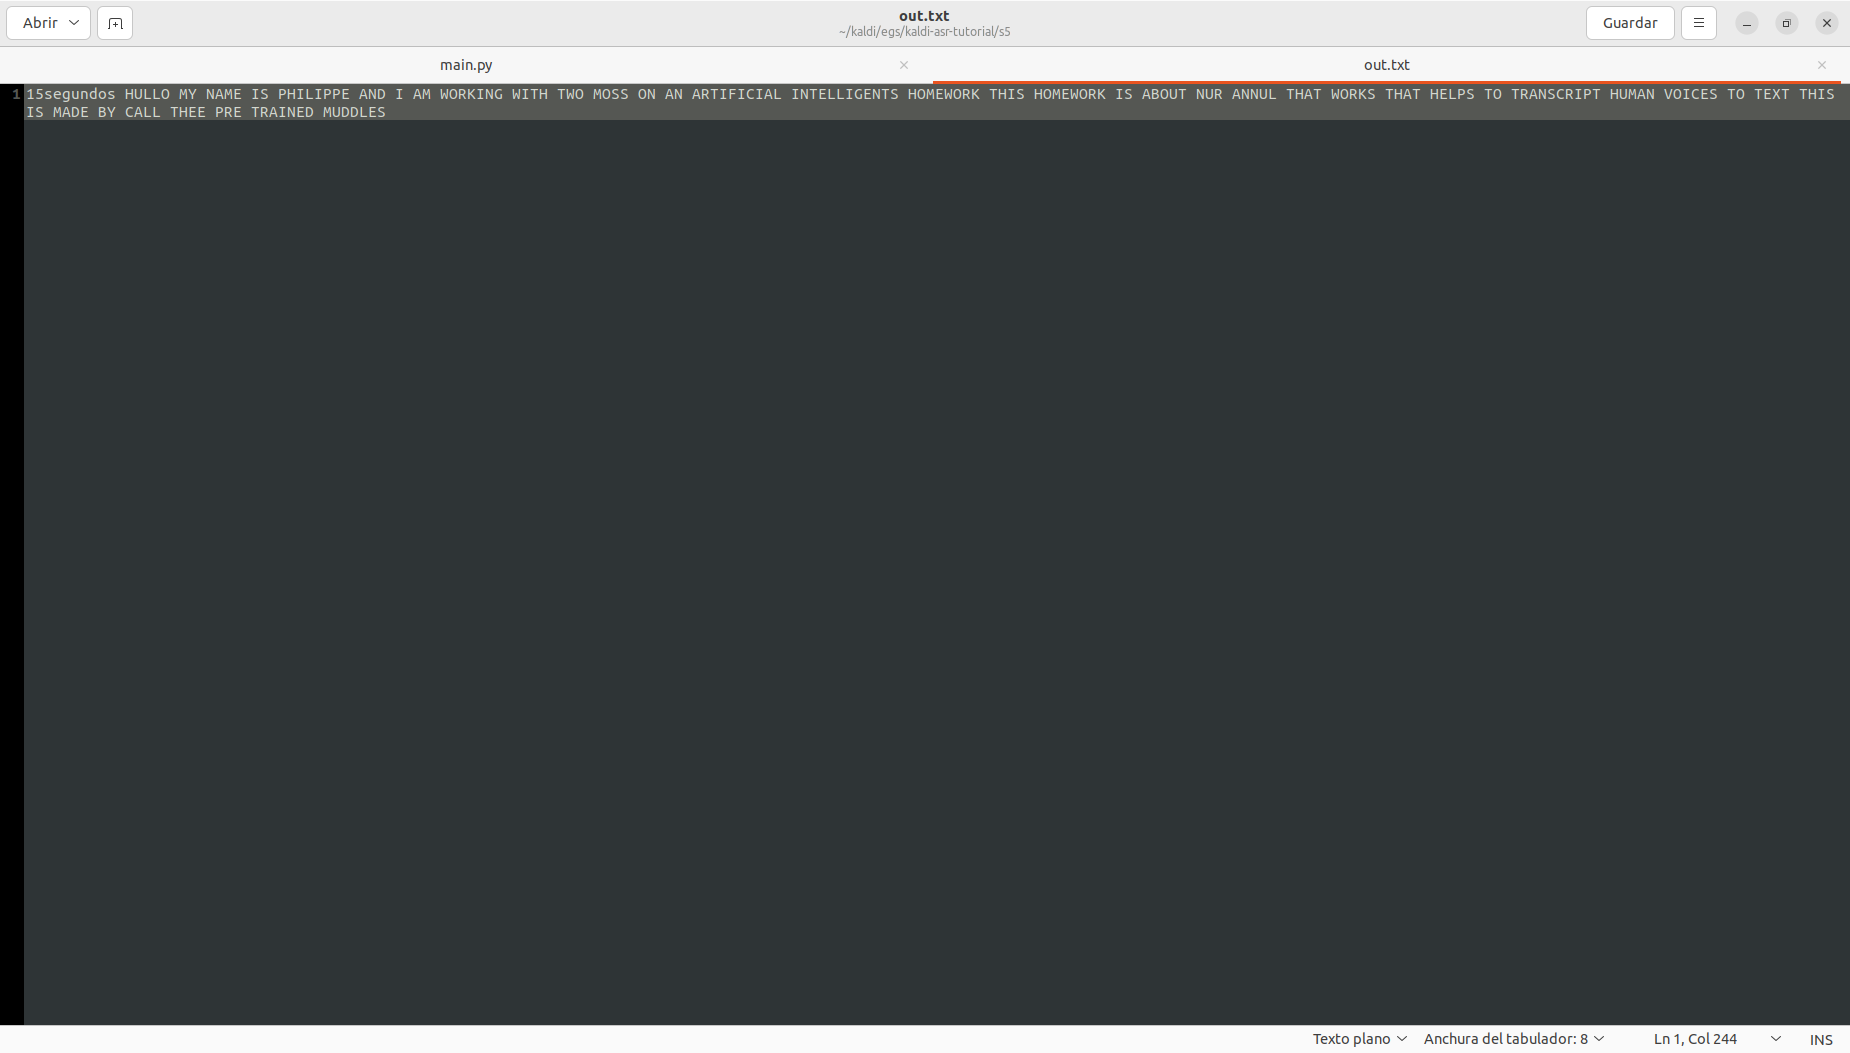 Abrir
out.txt
~/kaldi/egs/kaldi-asr-tutorial/s5
Guardar
main.py
out.txt
1 15segundos HULLO MY NAME IS PHILIPPE AND I AM WORKING WITH TWO MOSS ON AN ARTIFICIAL INTELLIGENTS HOMEWORK THIS HOMEWORK IS ABOUT NUR ANNUL THAT WORKS THAT HELPS TO TRANSCRIPT HUMAN VOICES TO TEXT THIS
IS MADE BY CALL THEE PRE TRAINED MUDDLES
Texto plano Anchura del tabulador: 8 Ln 1, Col 244 INS